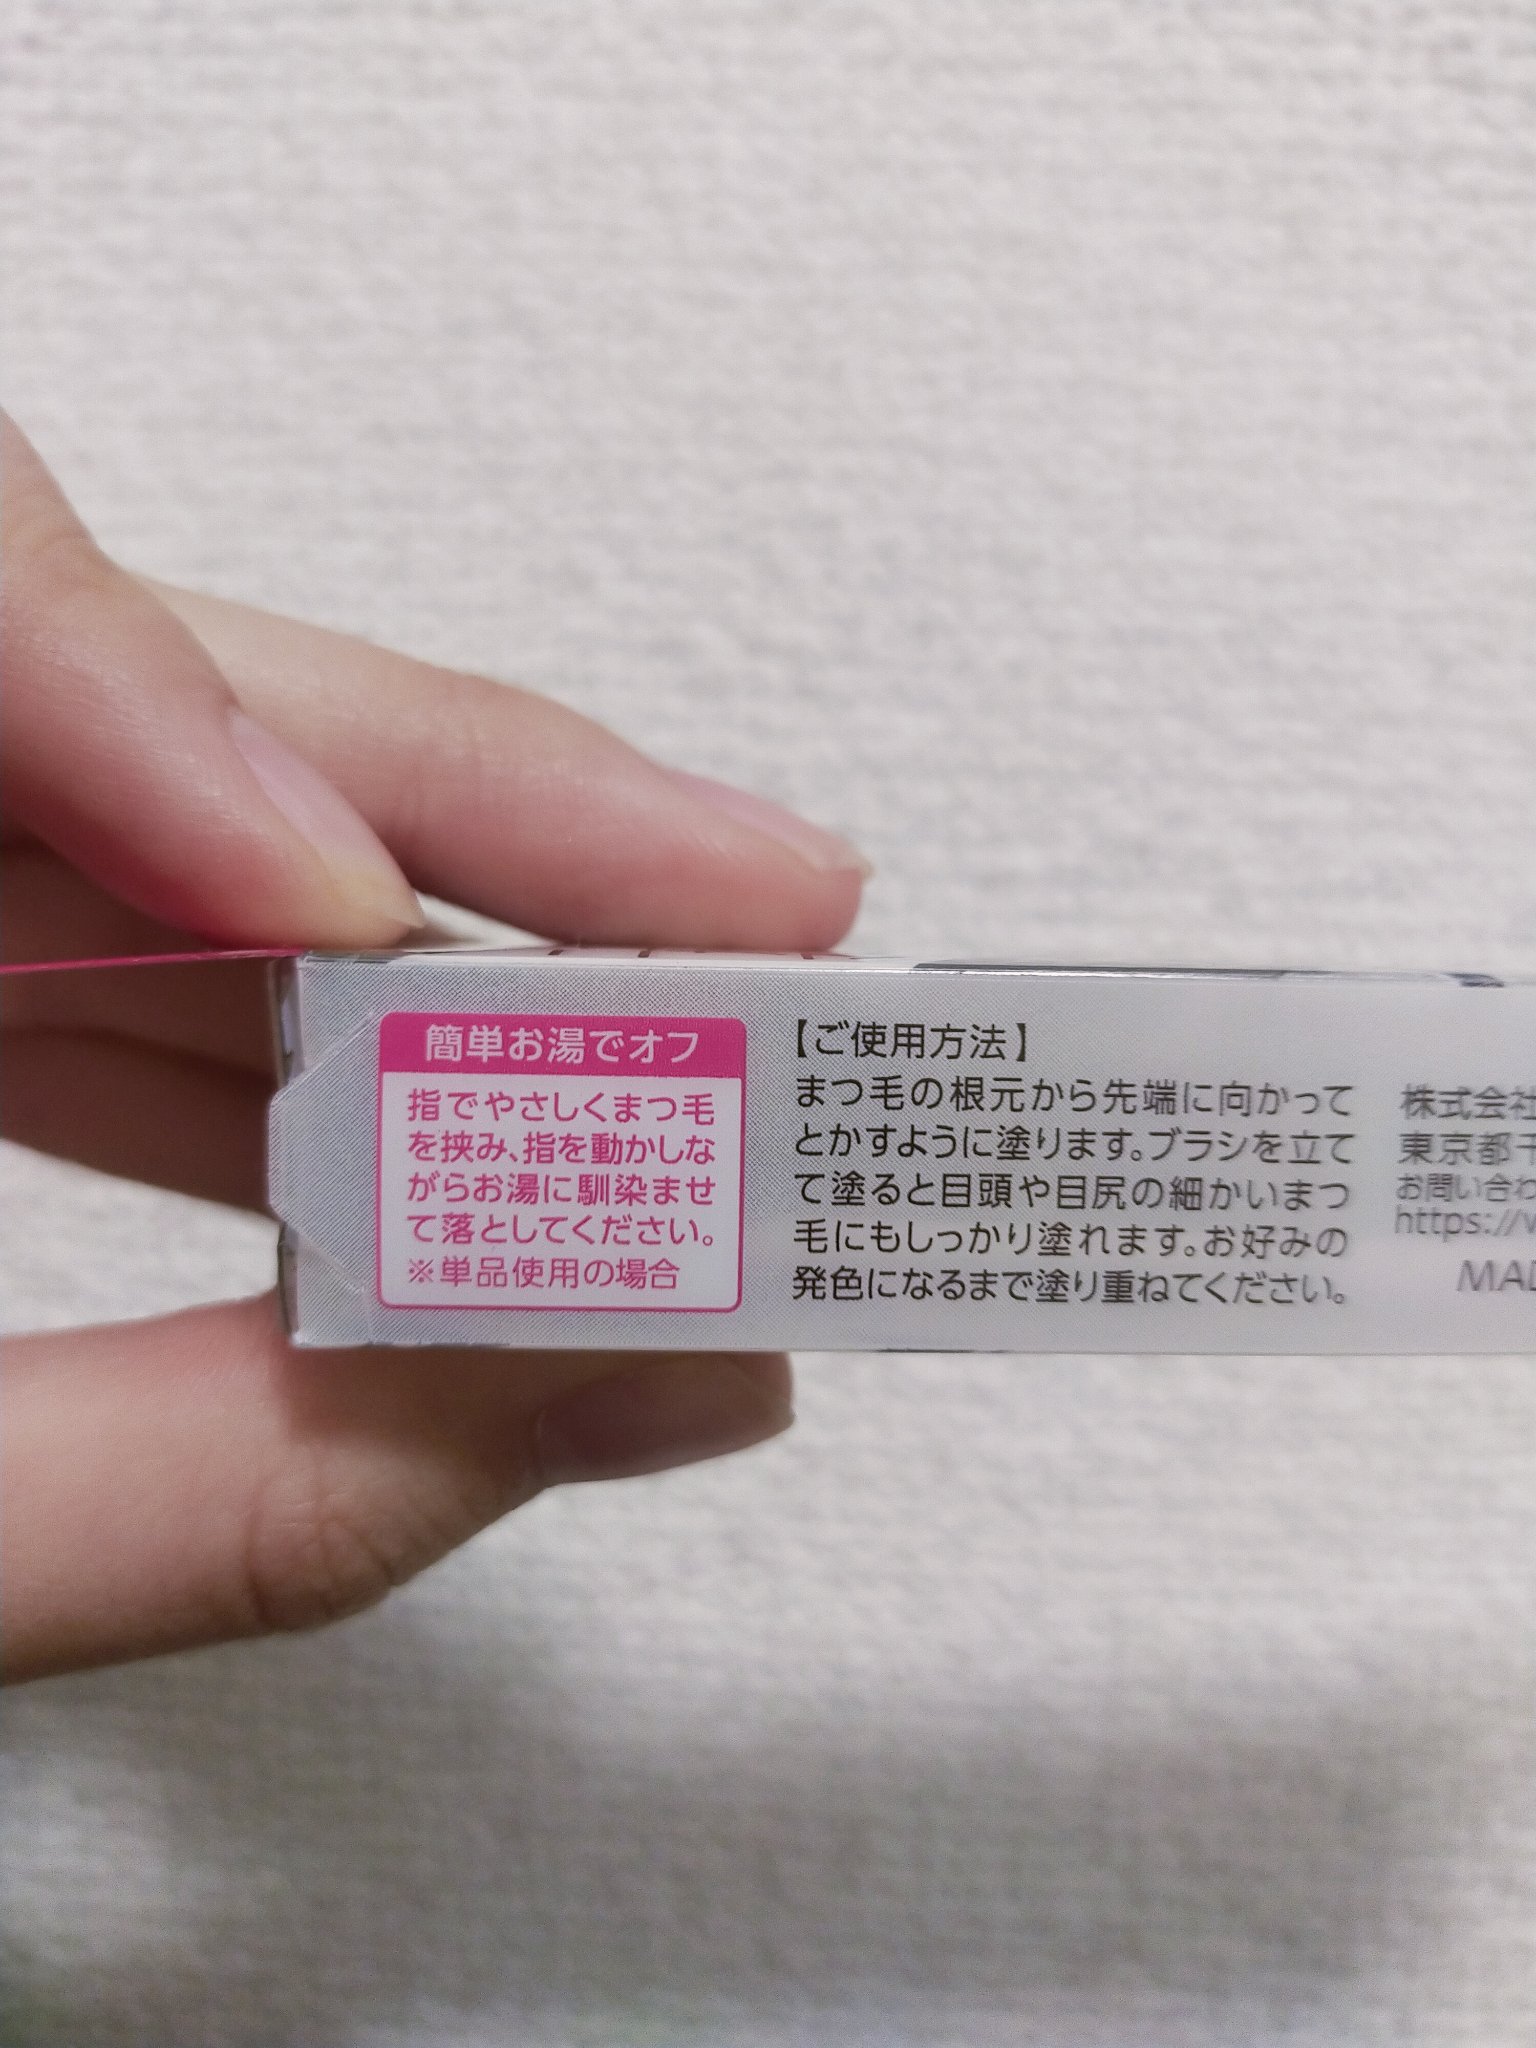 簡単お湯でオフ
指でやさしくまつ毛
を挟み、指を動かしな
がらお湯に馴染ませ
て落としてください。
※単品使用の場合
【ご使用方法】
まつ毛の根元から先端に向かって
とかすように塗ります。ブラシを立て
て塗ると目頭や目尻の細かいまつ
毛にもしっかり塗れます。お好みの
発色になるまで塗り重ねてください。
株式会社
東京都千
お問い合わ
https://w
MAD